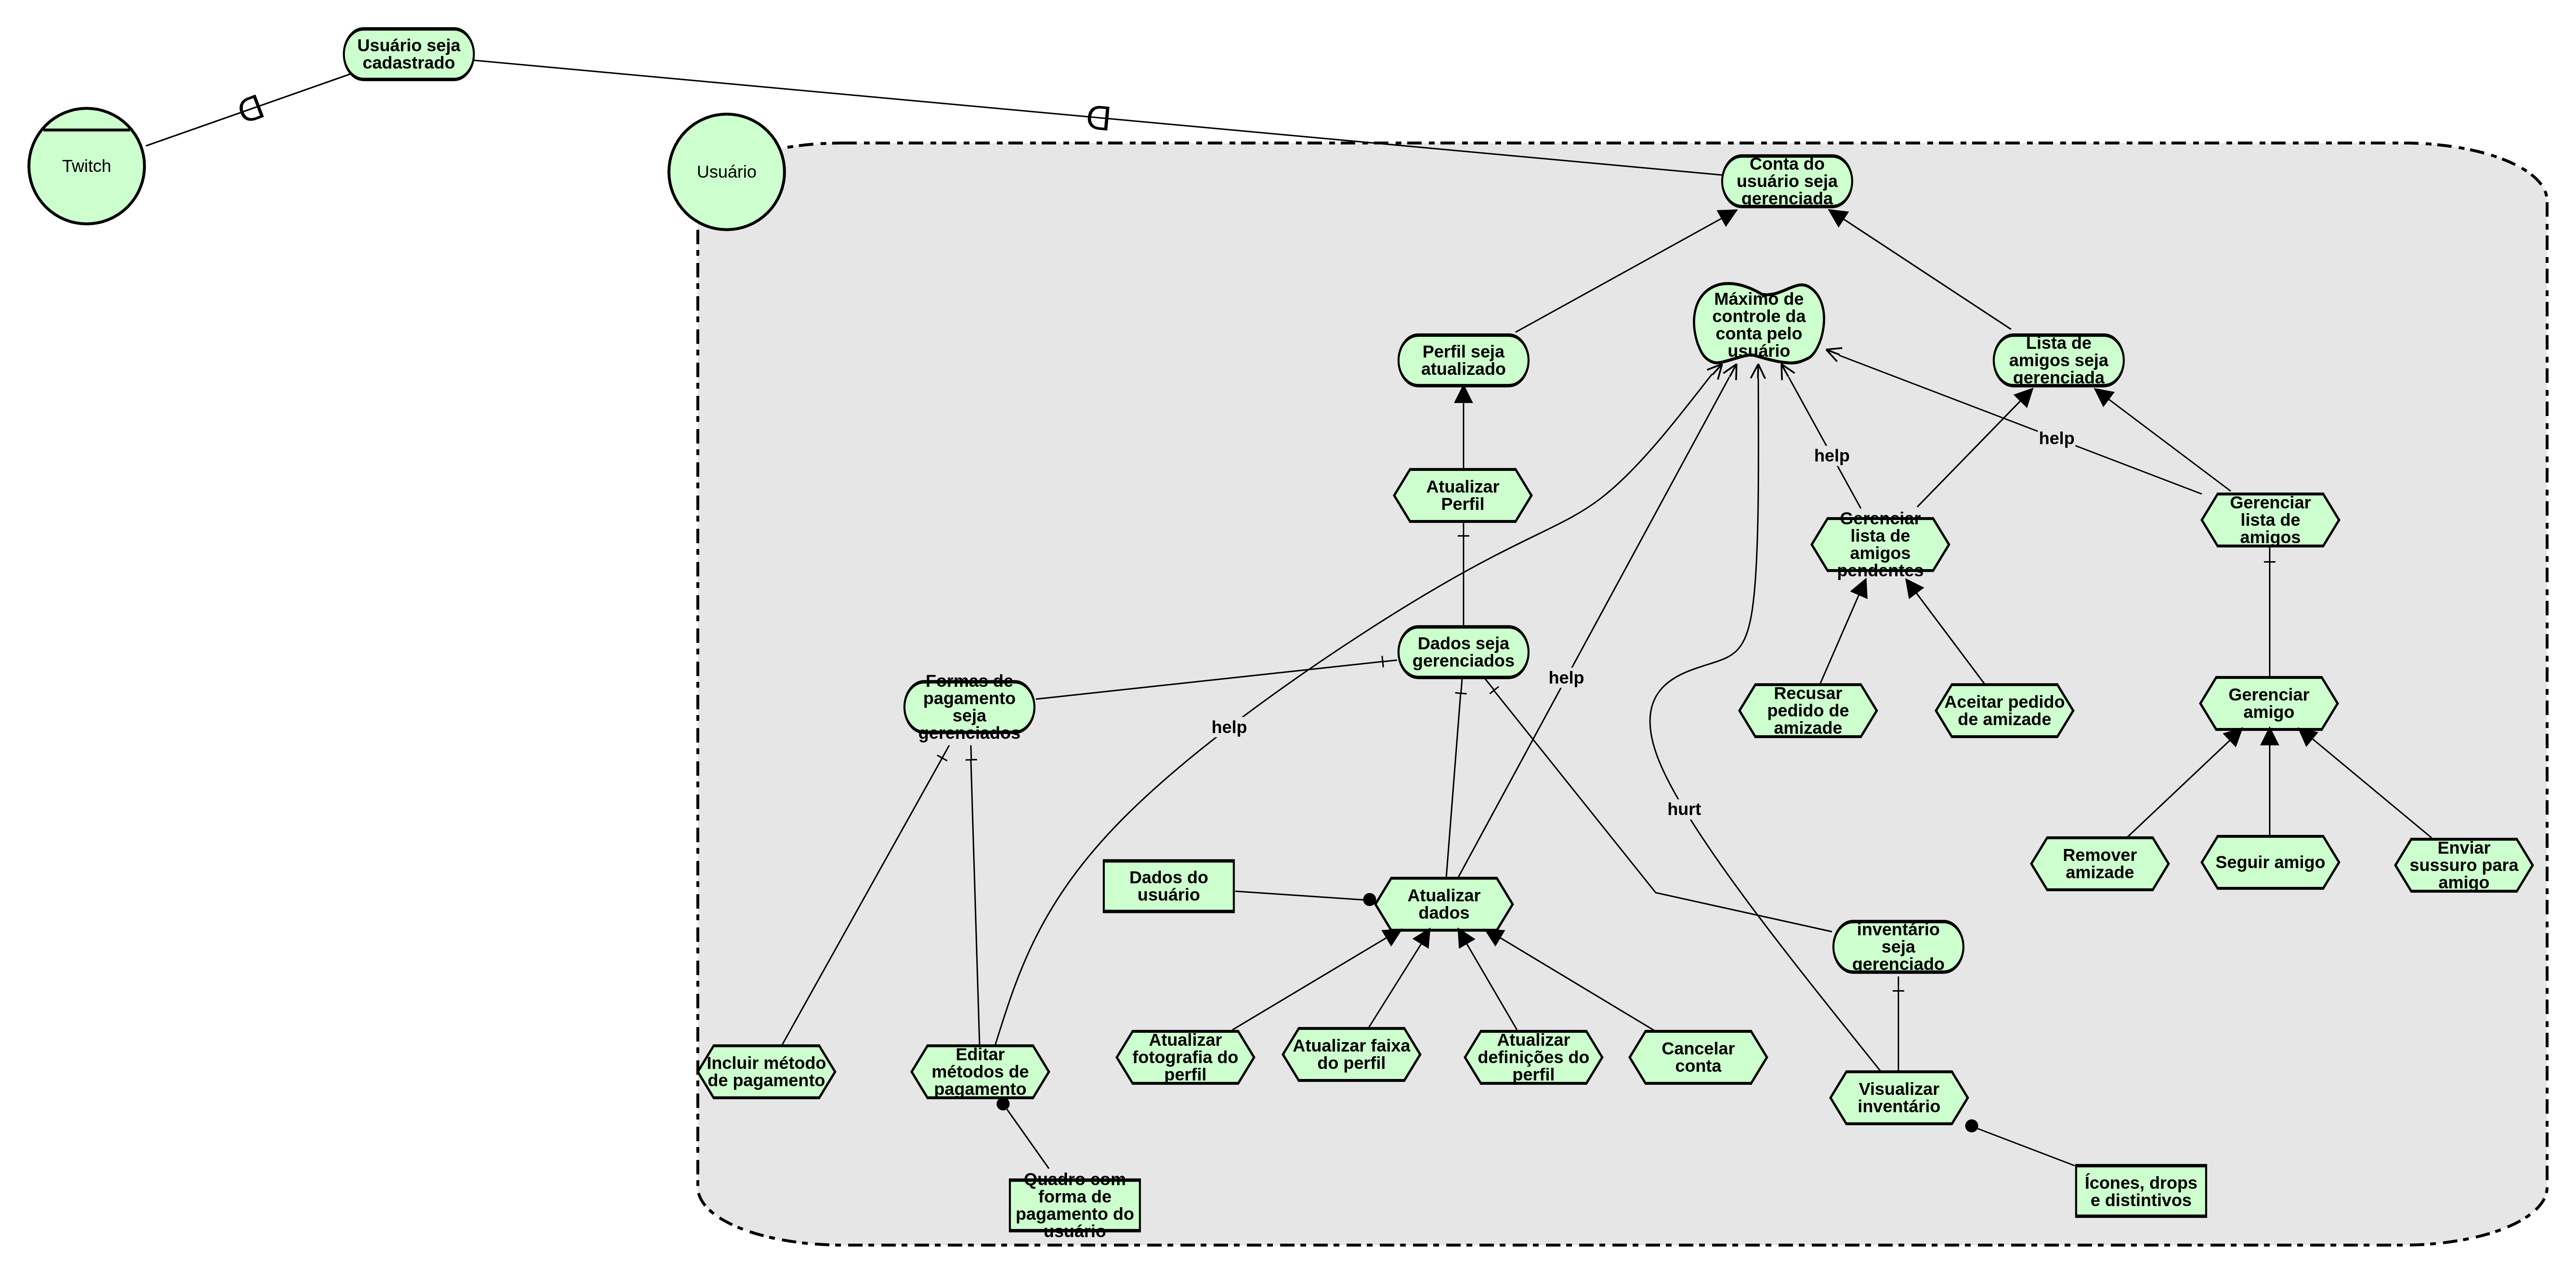 Usuário seja
cadastrado
Twitch
Usuário
Conta do
usuário seja
gerenciada
Máximo de
controle da
conta pelo
usuário
Perfil seja
atualizado
Lista de
amigos seja
gerenciada
help
help
Atualizar
Perfil
Gerenciar
lista de
amigos
pendentes
Gerenciar
lista de
amigos
Dados seja
gerenciados
help
Formas de
pagamento
seja
gerenciados
help
Recusar
pedido de
amizade
Aceitar pedido
de amizade
Gerenciar
amigo
hurt
Dados do
usuário
Atualizar
dados
Remover
amizade
Seguir amigo
Enviar
sussuro para
amigo
inventário
seja
gerenciado
Incluir método
de pagamento
Editar
métodos de
pagamento
Atualizar
fotografia do
perfil
Atualizar faixa
do perfil
Atualizar
definições do
perfil
Cancelar
conta
Visualizar
inventário
Quadro com
forma de
pagamento do
usuário
Ícones, drops
e distintivos